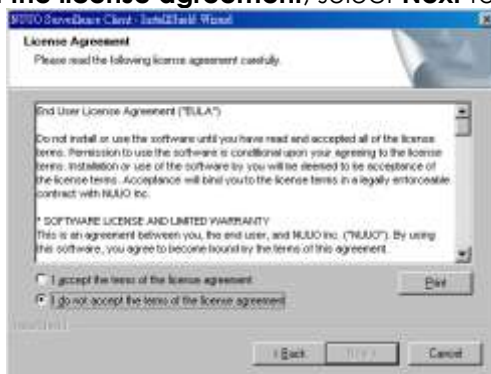 the license agreement, select Next to
NUUO Surveillance Client - InstallShield Wizard
License Agreement
Please read the following license agreement carefully.
End User License Agreement ("EULA")
Do not install or use the software until you have read and accepted all of the license
terms. Permission to use the software is conditional upon your agreeing to the license
terms. Installation or use of the software by you will be deemed to be acceptance of
the license terms. Acceptance will bind you to the license terms in a legally enforceable
contract with NUUO Inc.
* SOFTWARE LICENSE AND LIMITED WARRANTY
This is an agreement between you, the end user, and NUUO Inc. ("NUUO"). By using
this software, you agree to become bound by the terms of this agreement.
I accept the terms of the license agreement
Print
I do not accept the terms of the license agreement
InstallShield
< Back
Next >
Cancel